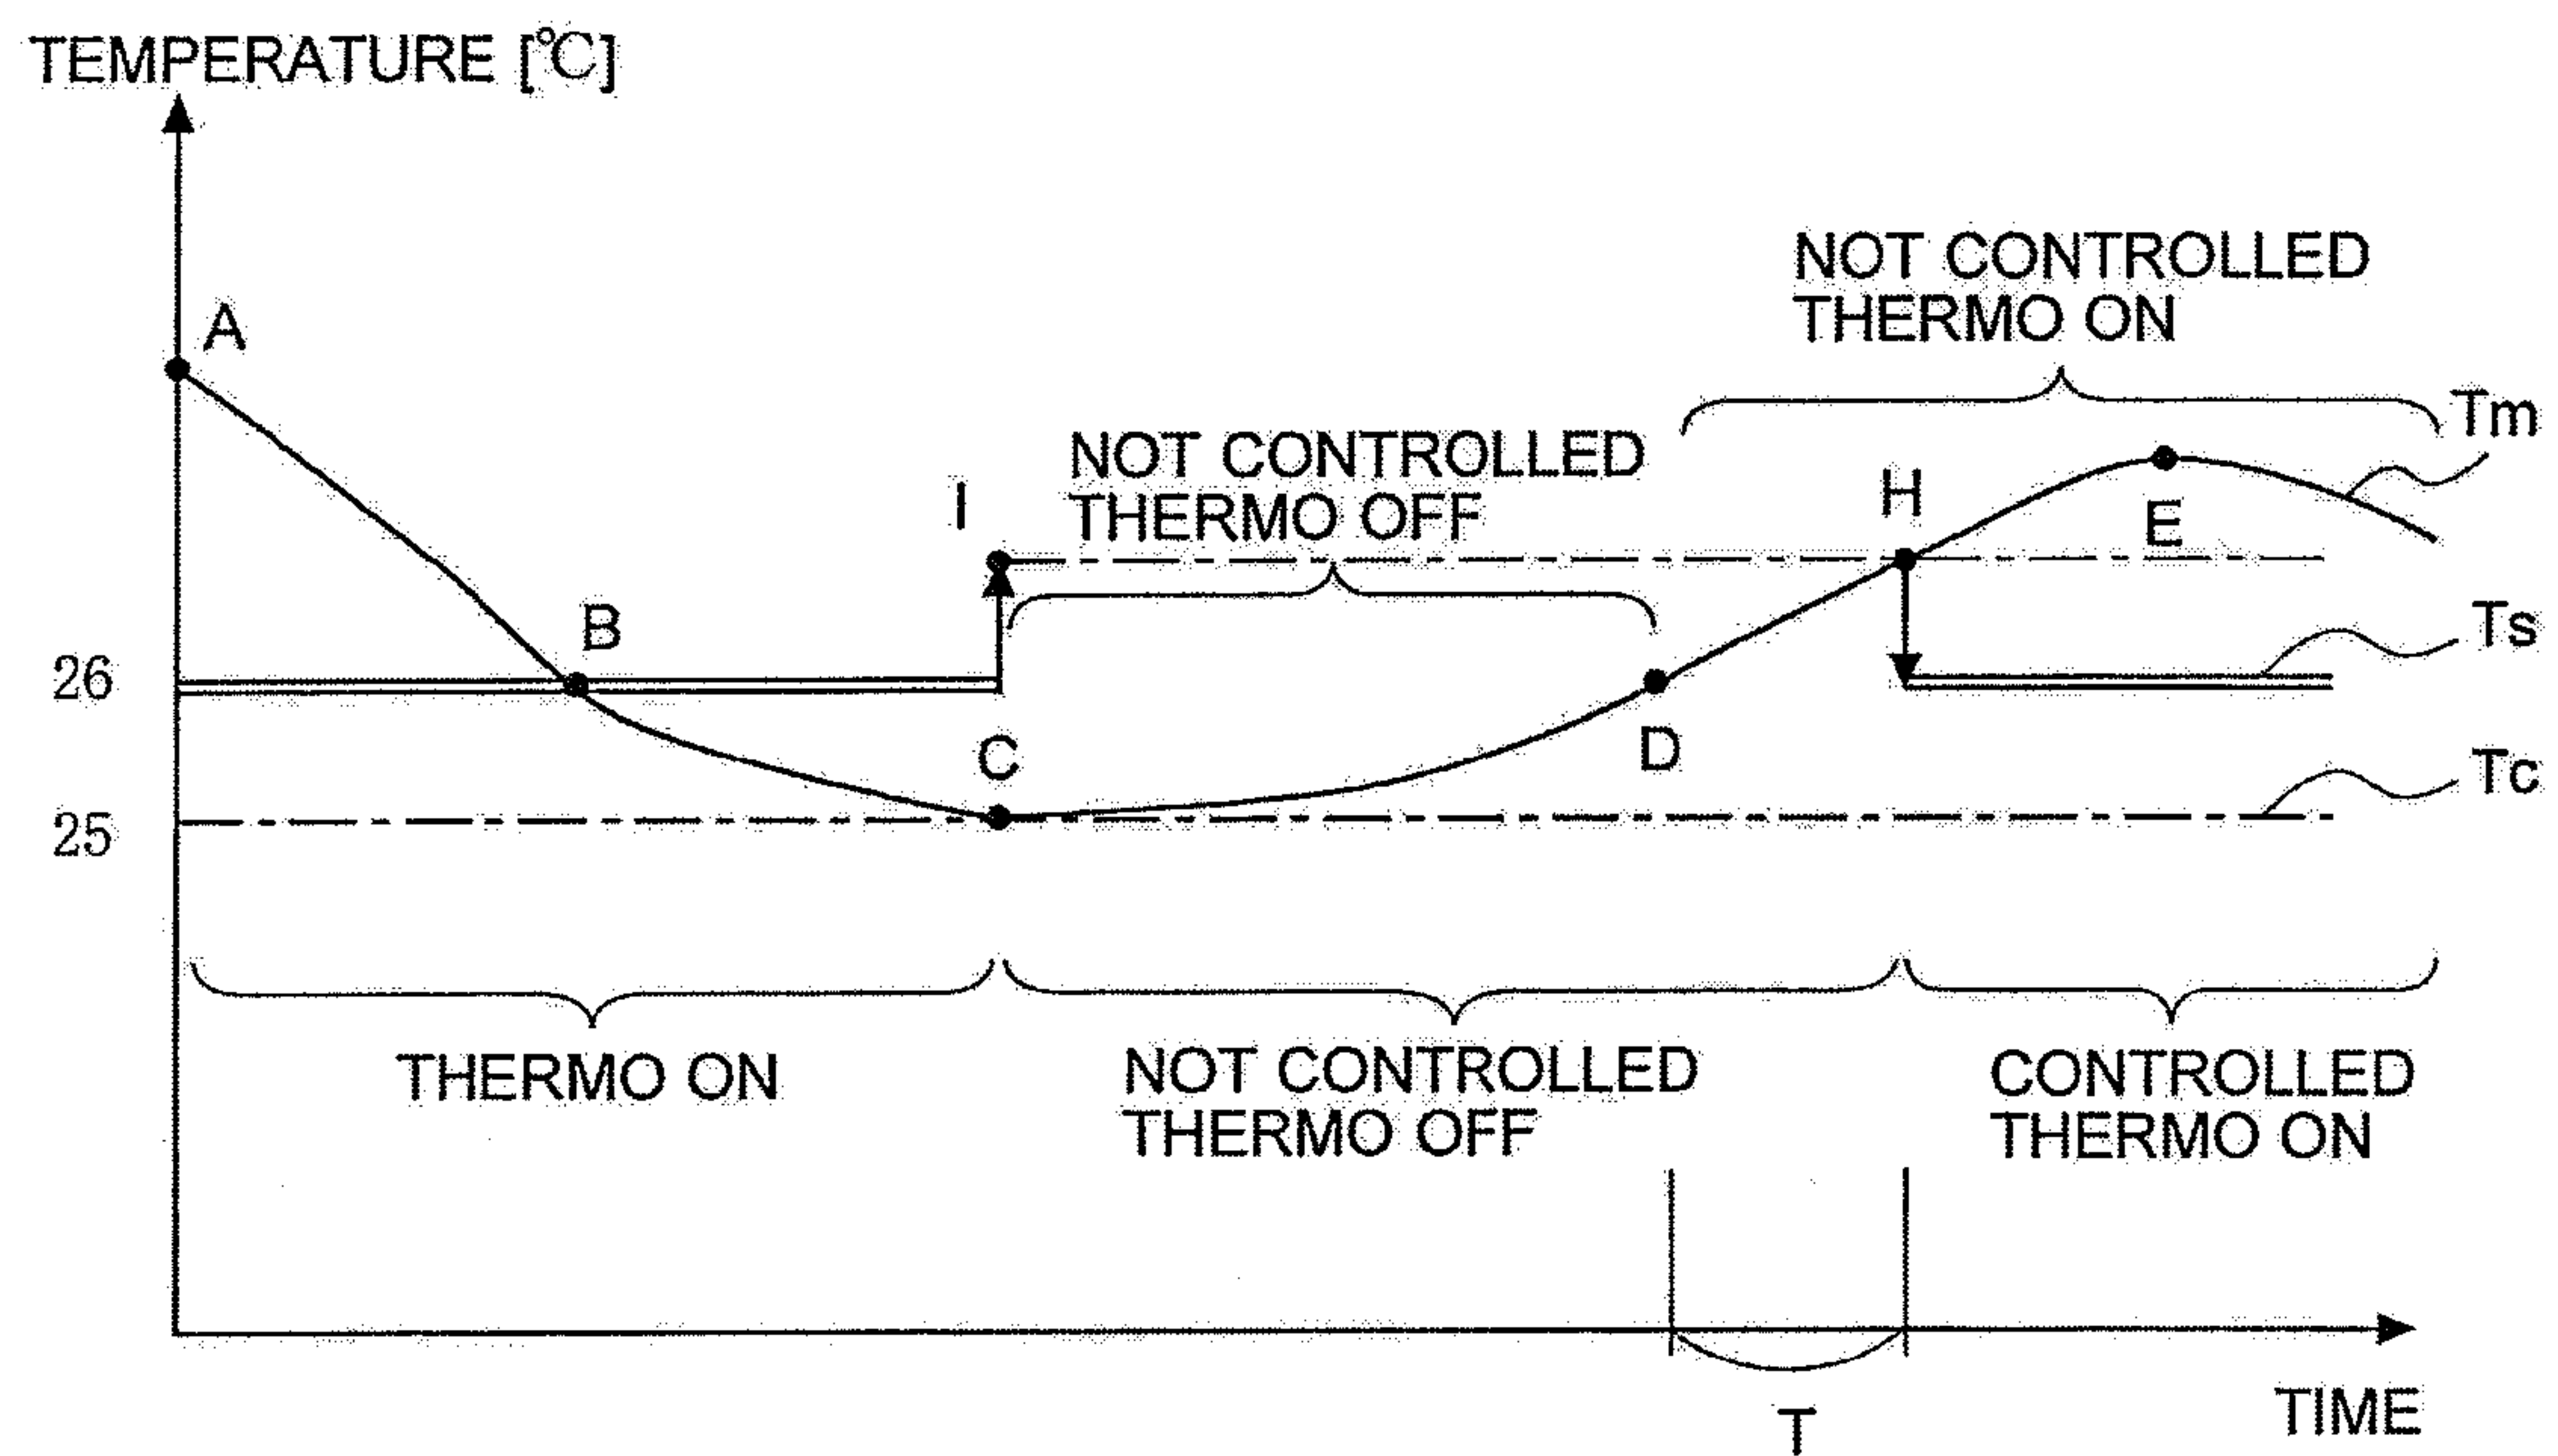 TEMPERATURE [℃]
A
NOT CONTROLLED
THERMO ON
Tm
NOT CONTROLLED
THERMO OFF
I
H
E
B
Ts
26
C
D
Tc
25
THERMO ON
NOT CONTROLLED
THERMO OFF
CONTROLLED
THERMO ON
TIME
T